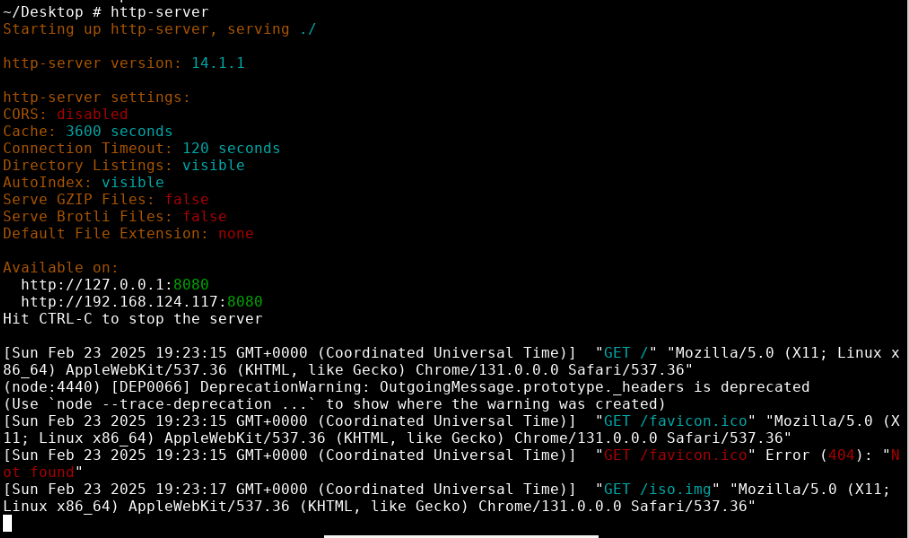 ~/Desktop # http-server
Starting up http-server, serving ./
http-server version: 14.1.1
http-server settings:
CORS: disabled
Cache: 3600 seconds
Connection Timeout: 120 seconds
Directory Listings: visible
AutoIndex: visible
Serve GZIP Files: false
Serve Brotli Files: false
Default File Extension: none
Available on:
  http://127.0.0.1:8080
  http://192.168.124.117:8080
Hit CTRL-C to stop the server
[Sun Feb 23 2025 19:23:15 GMT+0000 (Coordinated Universal Time)]  "GET /" "Mozilla/5.0 (X11; Linux x
86_64) AppleWebKit/537.36 (KHTML, like Gecko) Chrome/131.0.0.0 Safari/537.36"
(node:4440) [DEP0066] DeprecationWarning: OutgoingMessage.prototype._headers is deprecated
(Use `node --trace-deprecation ...` to show where the warning was created)
[Sun Feb 23 2025 19:23:15 GMT+0000 (Coordinated Universal Time)]  "GET /favicon.ico" "Mozilla/5.0 (X
11; Linux x86_64) AppleWebKit/537.36 (KHTML, like Gecko) Chrome/131.0.0.0 Safari/537.36"
[Sun Feb 23 2025 19:23:15 GMT+0000 (Coordinated Universal Time)]  "GET /favicon.ico" Error (404): "N
ot found"
[Sun Feb 23 2025 19:23:17 GMT+0000 (Coordinated Universal Time)]  "GET /iso.img" "Mozilla/5.0 (X11;
Linux x86_64) AppleWebKit/537.36 (KHTML, like Gecko) Chrome/131.0.0.0 Safari/537.36"